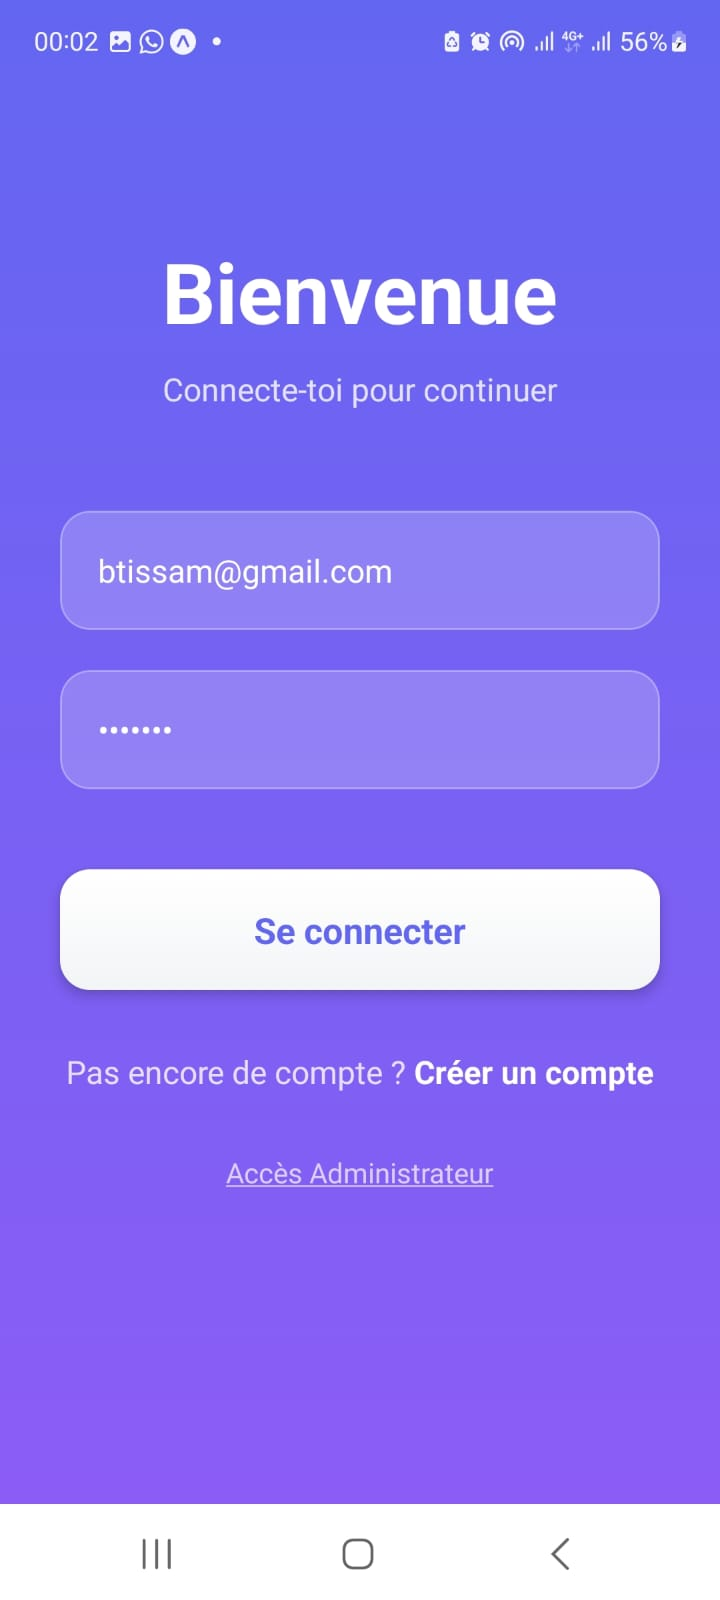 00:02 4G+ 56%
Bienvenue
Connecte-toi pour continuer
btissam@gmail.com
•••••••
Se connecter
Pas encore de compte ? Créer un compte
Accès Administrateur